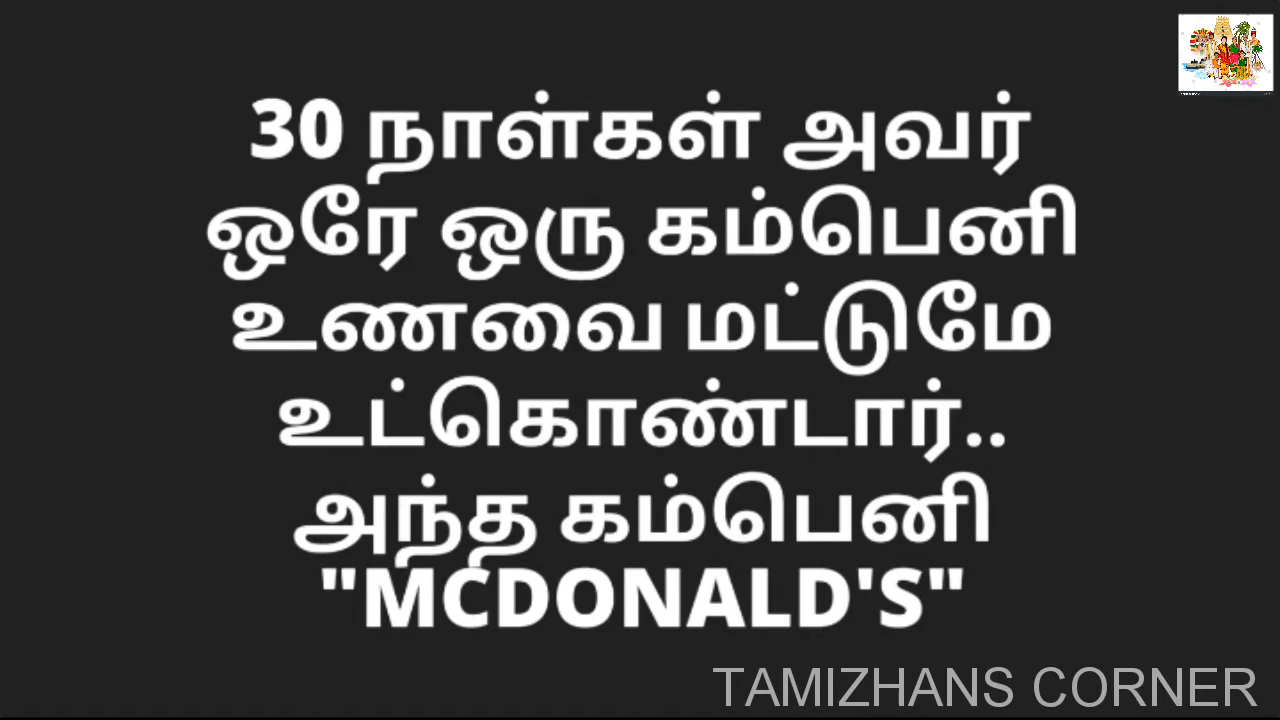 30 நாள்கள் அவர்
ஒரே ஒரு கம்பெனி
உணவை மட்டுமே
உட்கொண்டார்..
அந்த கம்பெனி
"MCDONALD'S"
TAMIZHANS CORNER